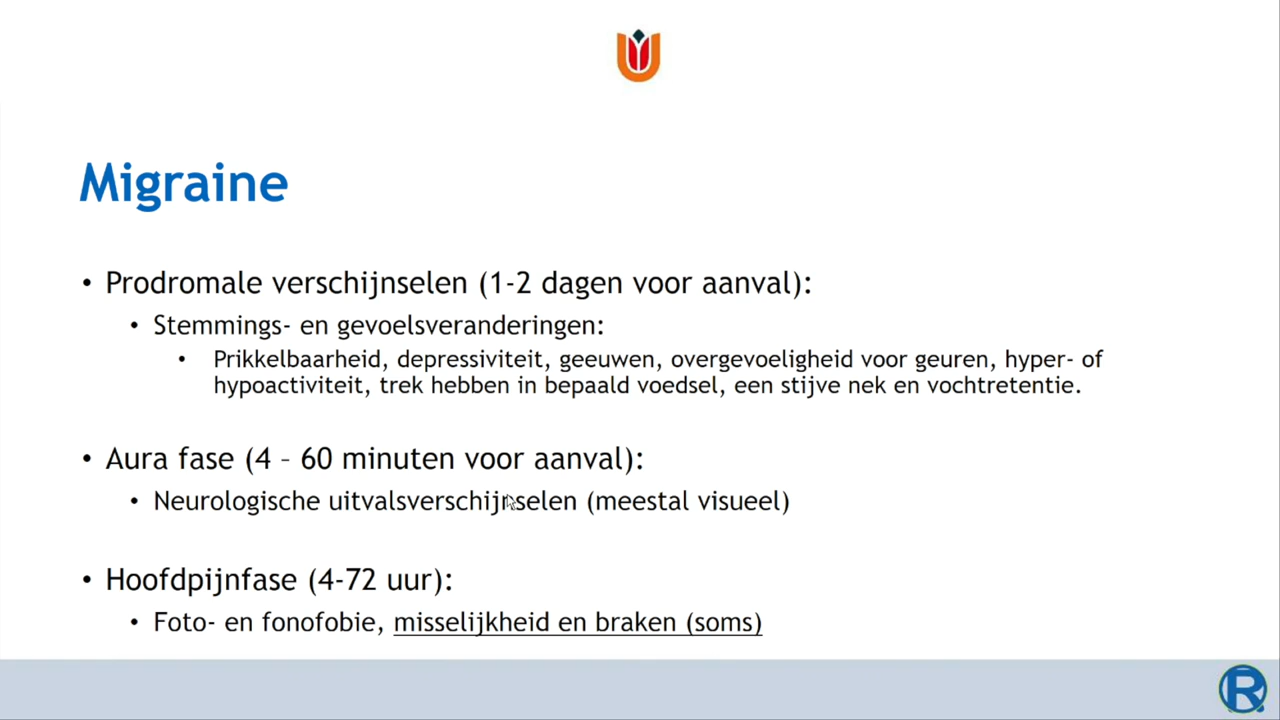 Migraine
• Prodromale verschijnselen (1-2 dagen voor aanval):
• Stemmings- en gevoelsveranderingen:
• Prikkelbaarheid, depressiviteit, geeuwen, overgevoeligheid voor geuren, hyper- of
hypoactiviteit, trek hebben in bepaald voedsel, een stijve nek en vochtretentie.
• Aura fase (4 – 60 minuten voor aanval):
• Neurologische uitvalsverschijnselen (meestal visueel)
• Hoofdpijnfase (4-72 uur):
• Foto- en fonofobie, misselijkheid en braken (soms)
R